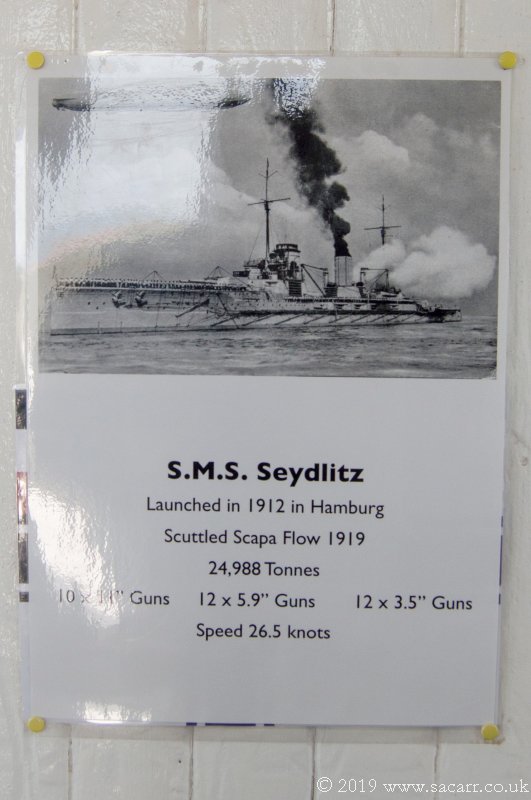 S.M.S. Seydlitz
Launched in 1912 in Hamburg
Scuttled Scapa Flow 1919
24,988 Tonnes
10 x 11” Guns 12 x 5.9” Guns 12 x 3.5” Guns
Speed 26.5 knots
© 2019 www.sacarr.co.uk